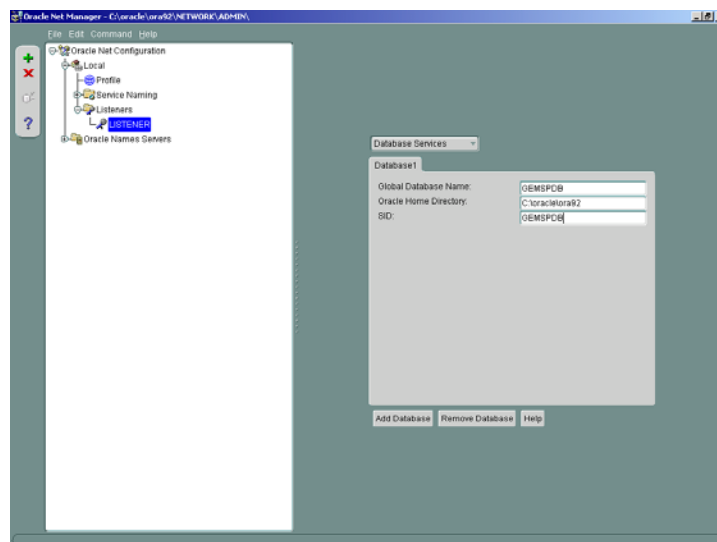 Oracle Net Manager - C:\oracle\ora92\NETWORK\ADMIN\
File Edit Command Help
Oracle Net Configuration
Local
Profile
Service Naming
Listeners
LISTENER
Oracle Names Servers
?
Database Services
Database1
Global Database Name: GEMSPDB
Oracle Home Directory: C:\oracle\ora92
SID: GEMSPDB
Add Database Remove Database Help